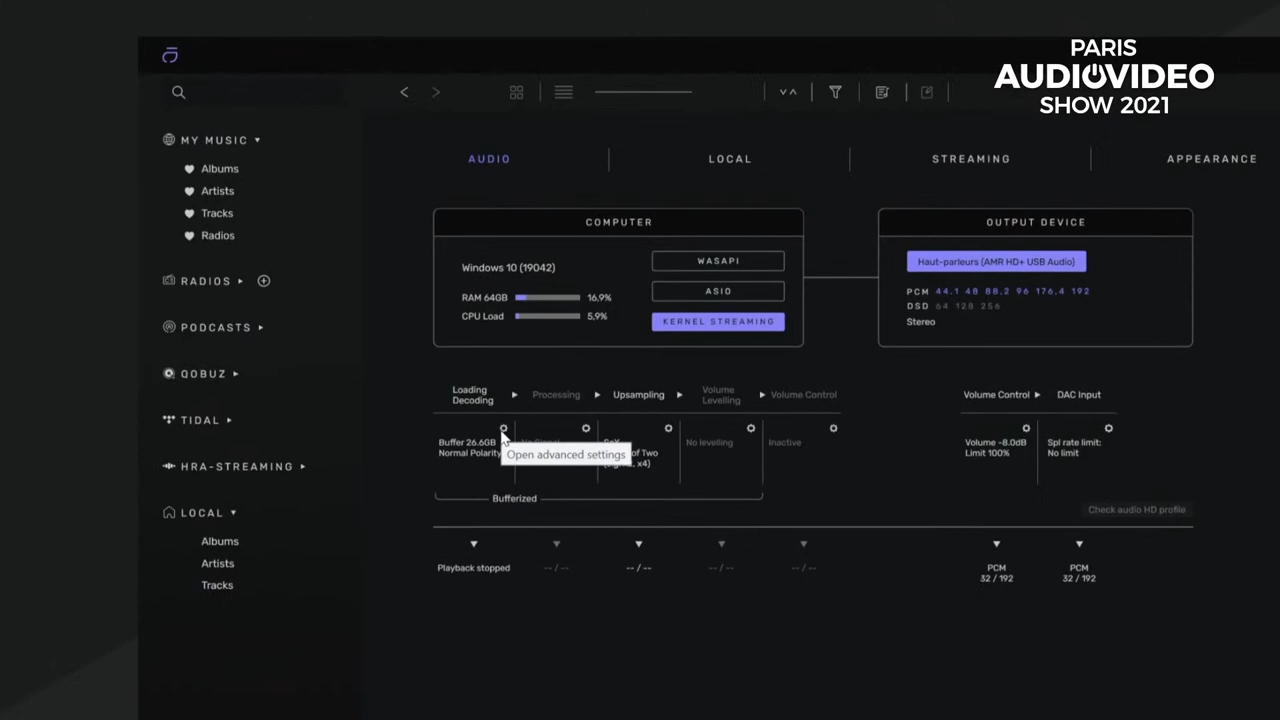 PARIS
AUDIOVIDEO
SHOW 2021
MY MUSIC
Albums
Artists
Tracks
Radios
RADIOS
PODCASTS
QOBUZ
TIDAL
HRA-STREAMING
LOCAL
Albums
Artists
Tracks
AUDIO
LOCAL
STREAMING
APPEARANCE
COMPUTER
Windows 10 (19042)
RAM 64GB 16,9%
CPU Load 5,9%
WASAPI
ASIO
KERNEL STREAMING
OUTPUT DEVICE
Haut-parleurs (AMR HD+ USB Audio)
PCM 44.1 48 88.2 96 176.4 192
DSD 64 128 256
Stereo
Loading
Decoding
Processing
Upsampling
Volume
Levelling
Volume Control
Volume Control
DAC Input
Buffer 26.6GB
Normal Polarity
Open advanced settings
of Two
x4)
No levelling
Inactive
Volume -8.0dB
Limit 100%
Spl rate limit:
No limit
Bufferized
Check audio HD profile
Playback stopped
-- / --
-- / --
-- / --
-- / --
PCM
32 / 192
PCM
32 / 192